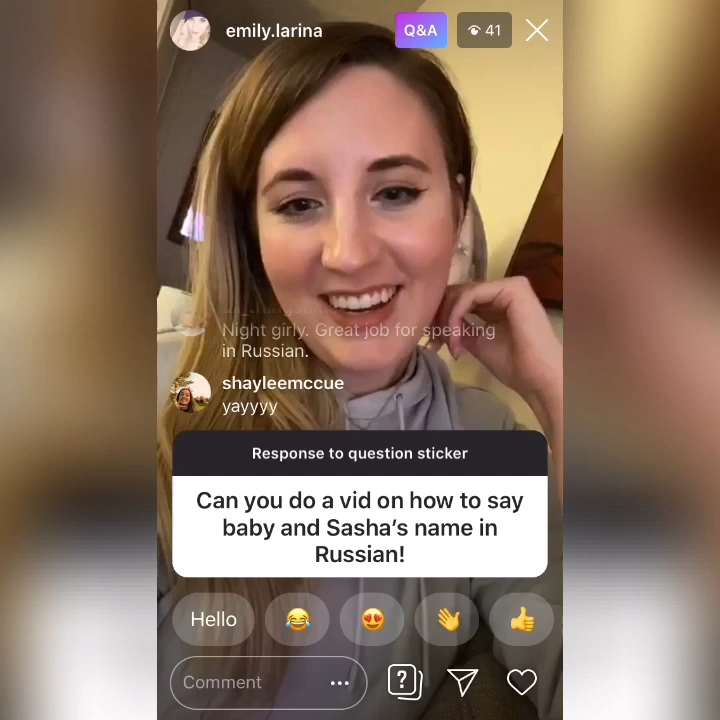 emily.larina
Q&A
41
Night girly. Great job for speaking
in Russian.
shayleemccue
yayyyy
Response to question sticker
Can you do a vid on how to say
baby and Sasha's name in
Russian!
Hello
Comment